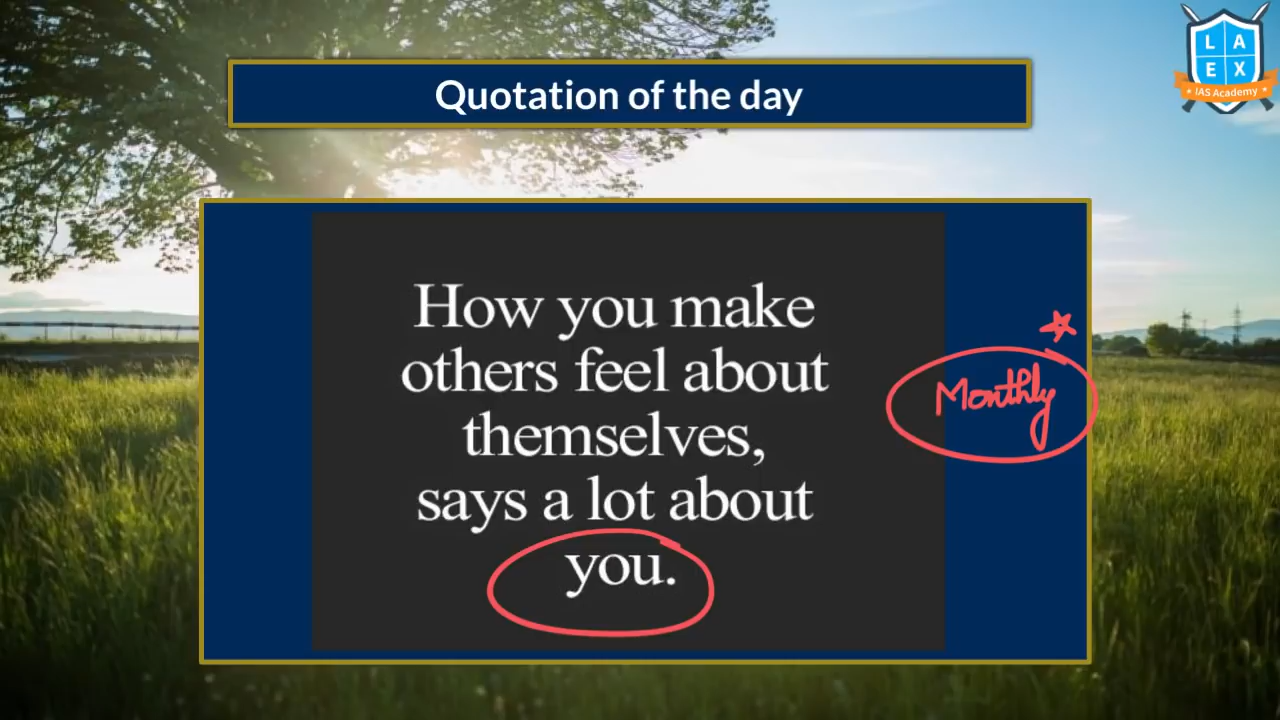 L A
E X
IAS Academy
Quotation of the day
How you make
others feel about
themselves,
says a lot about
you.
Monthly